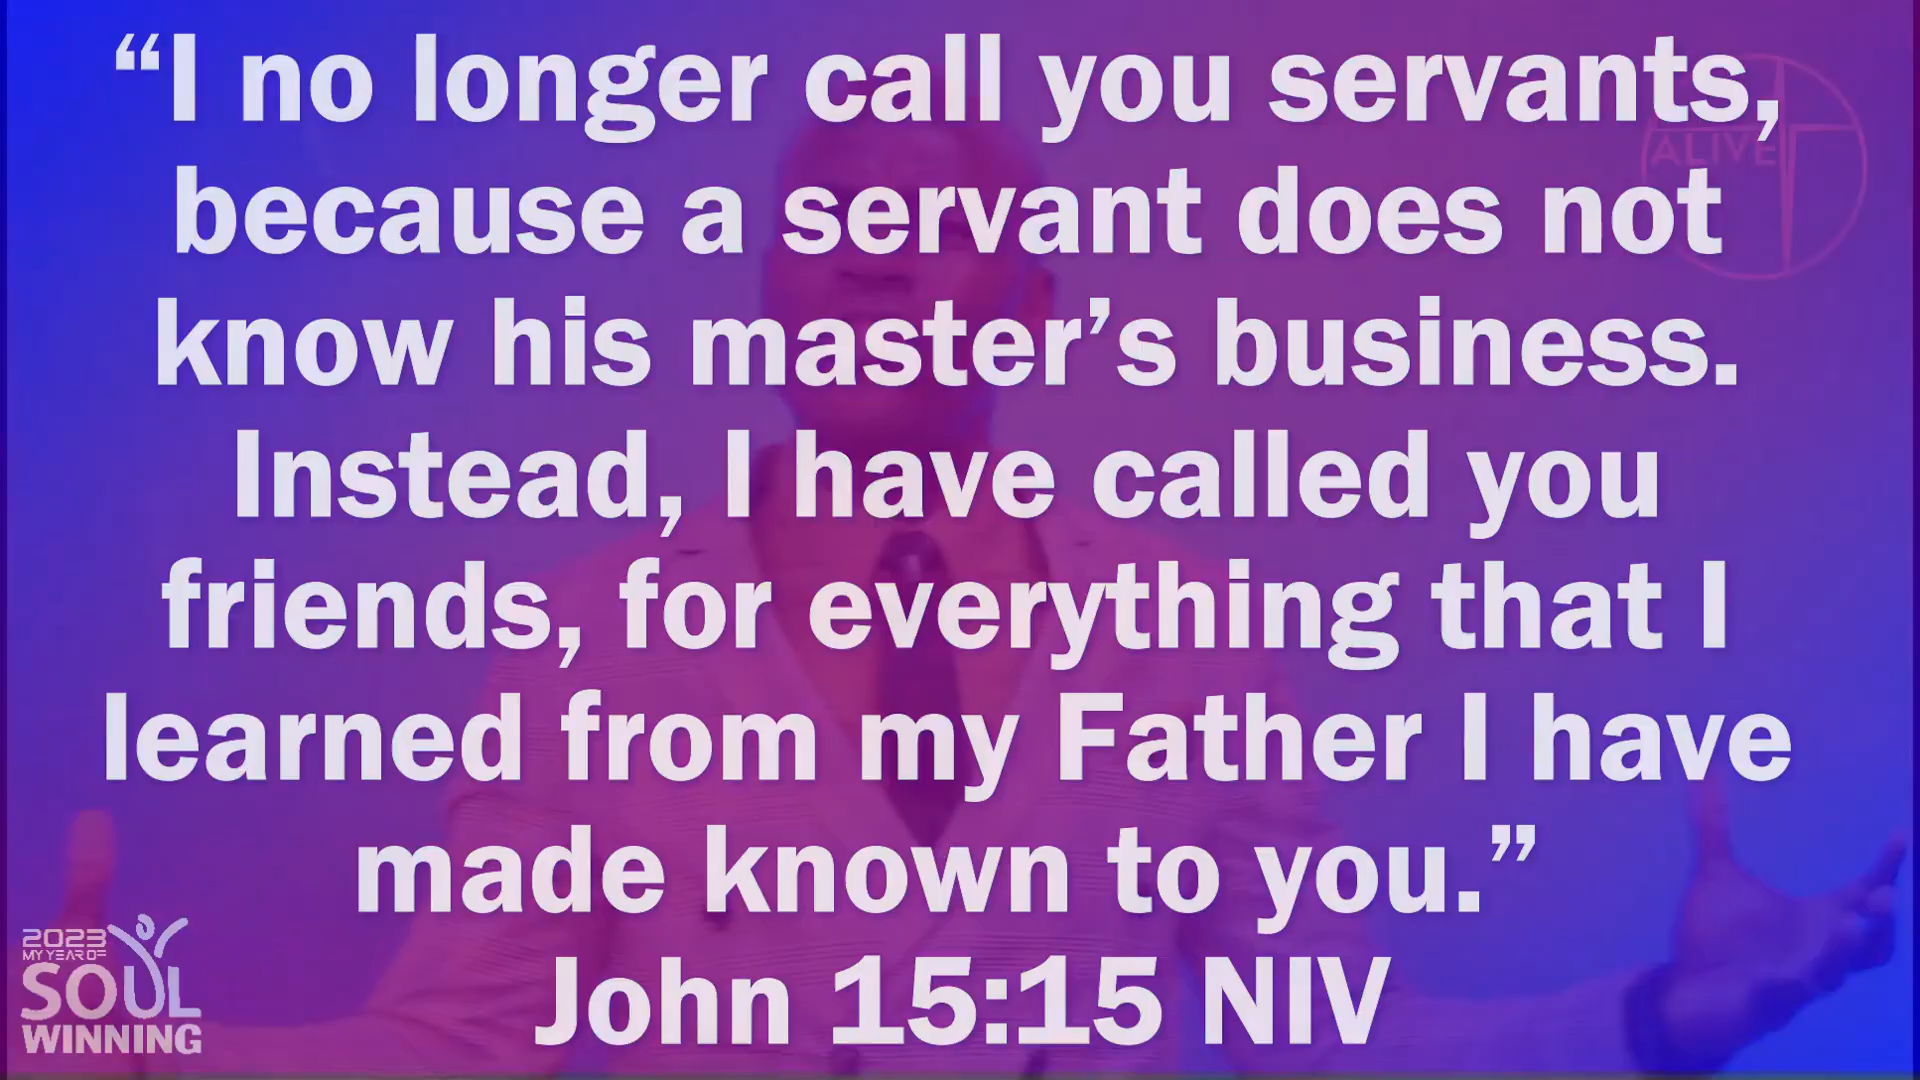 “I no longer call you servants,
because a servant does not
know his master’s business.
Instead, I have called you
friends, for everything that I
learned from my Father I have
made known to you.”
John 15:15 NIV
ALIVE
2023
MY YEAR OF
SOUL
WINNING